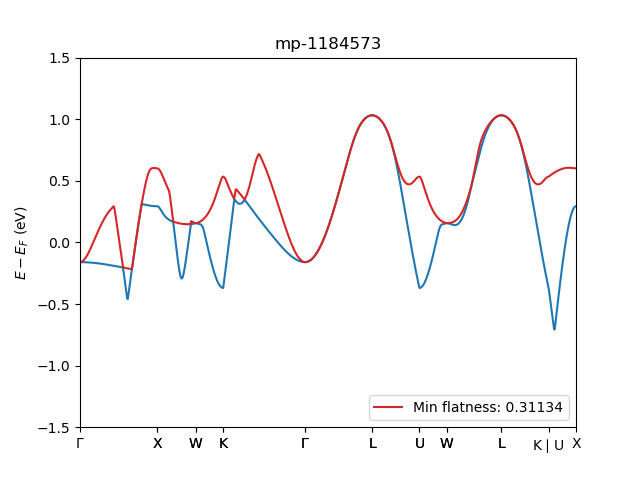 mp-1184573
E − E_F (eV)
1.5
1.0
0.5
0.0
−0.5
−1.0
−1.5
Min flatness: 0.31134
Γ X W K Γ L U W L K | U X